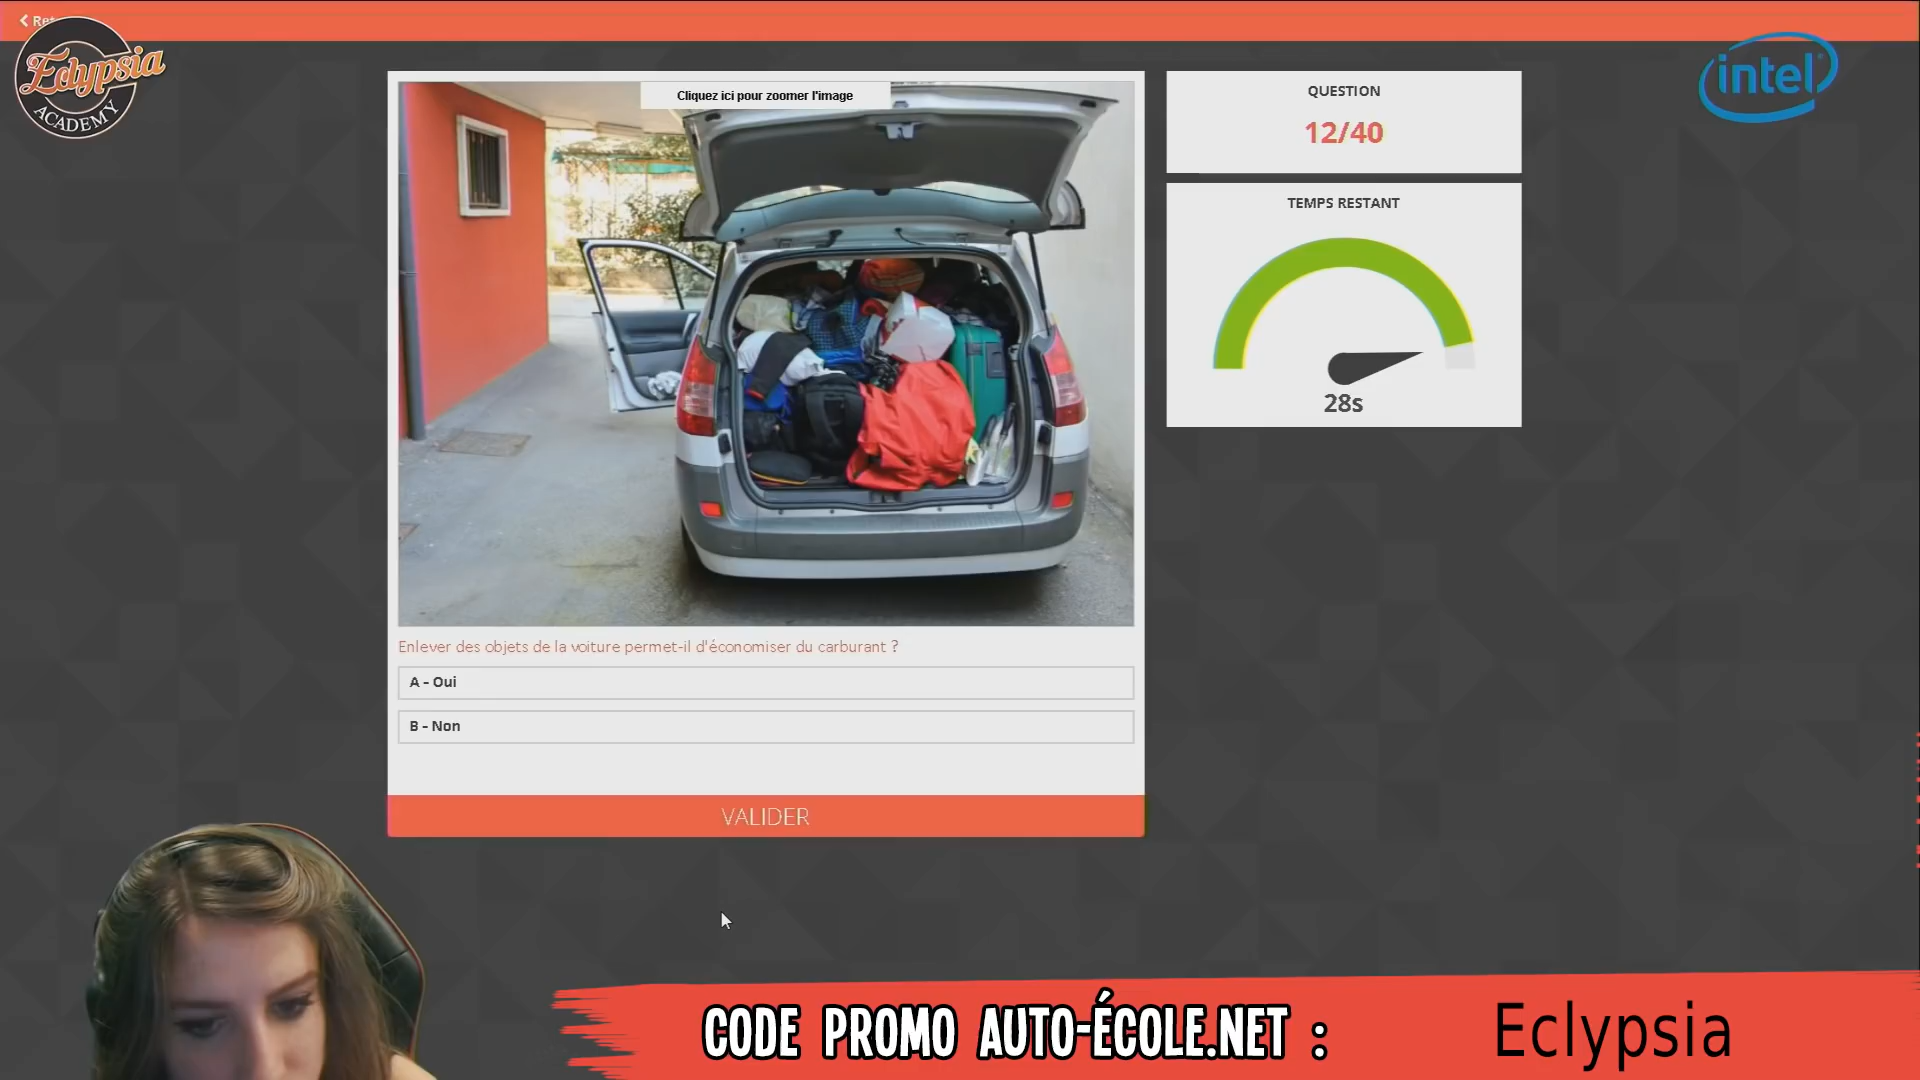 Eclypsia
ACADEMY
intel
Cliquez ici pour zoomer l'image
QUESTION
12/40
TEMPS RESTANT
28s
Enlever des objets de la voiture permet-il d'économiser du carburant ?
A - Oui
B - Non
VALIDER
CODE PROMO AUTO-ÉCOLE.NET : Eclypsia